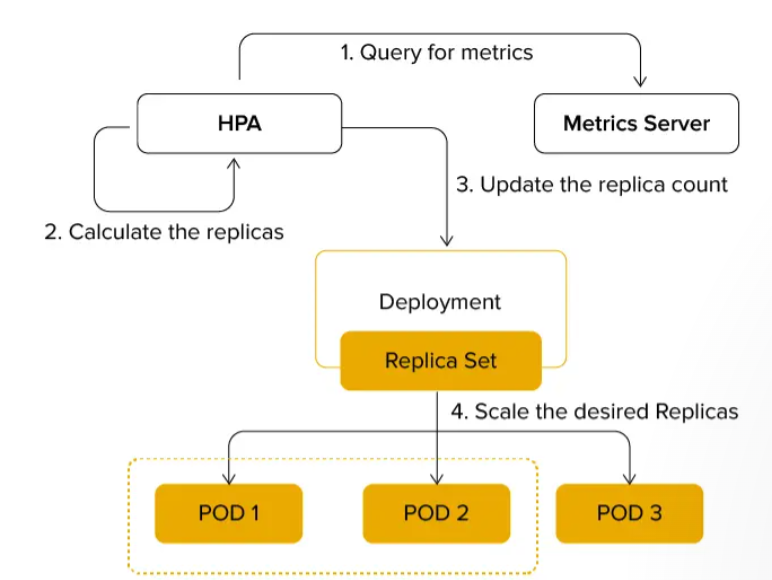 1. Query for metrics
HPA
Metrics Server
3. Update the replica count
2. Calculate the replicas
Deployment
Replica Set
4. Scale the desired Replicas
POD 1
POD 2
POD 3